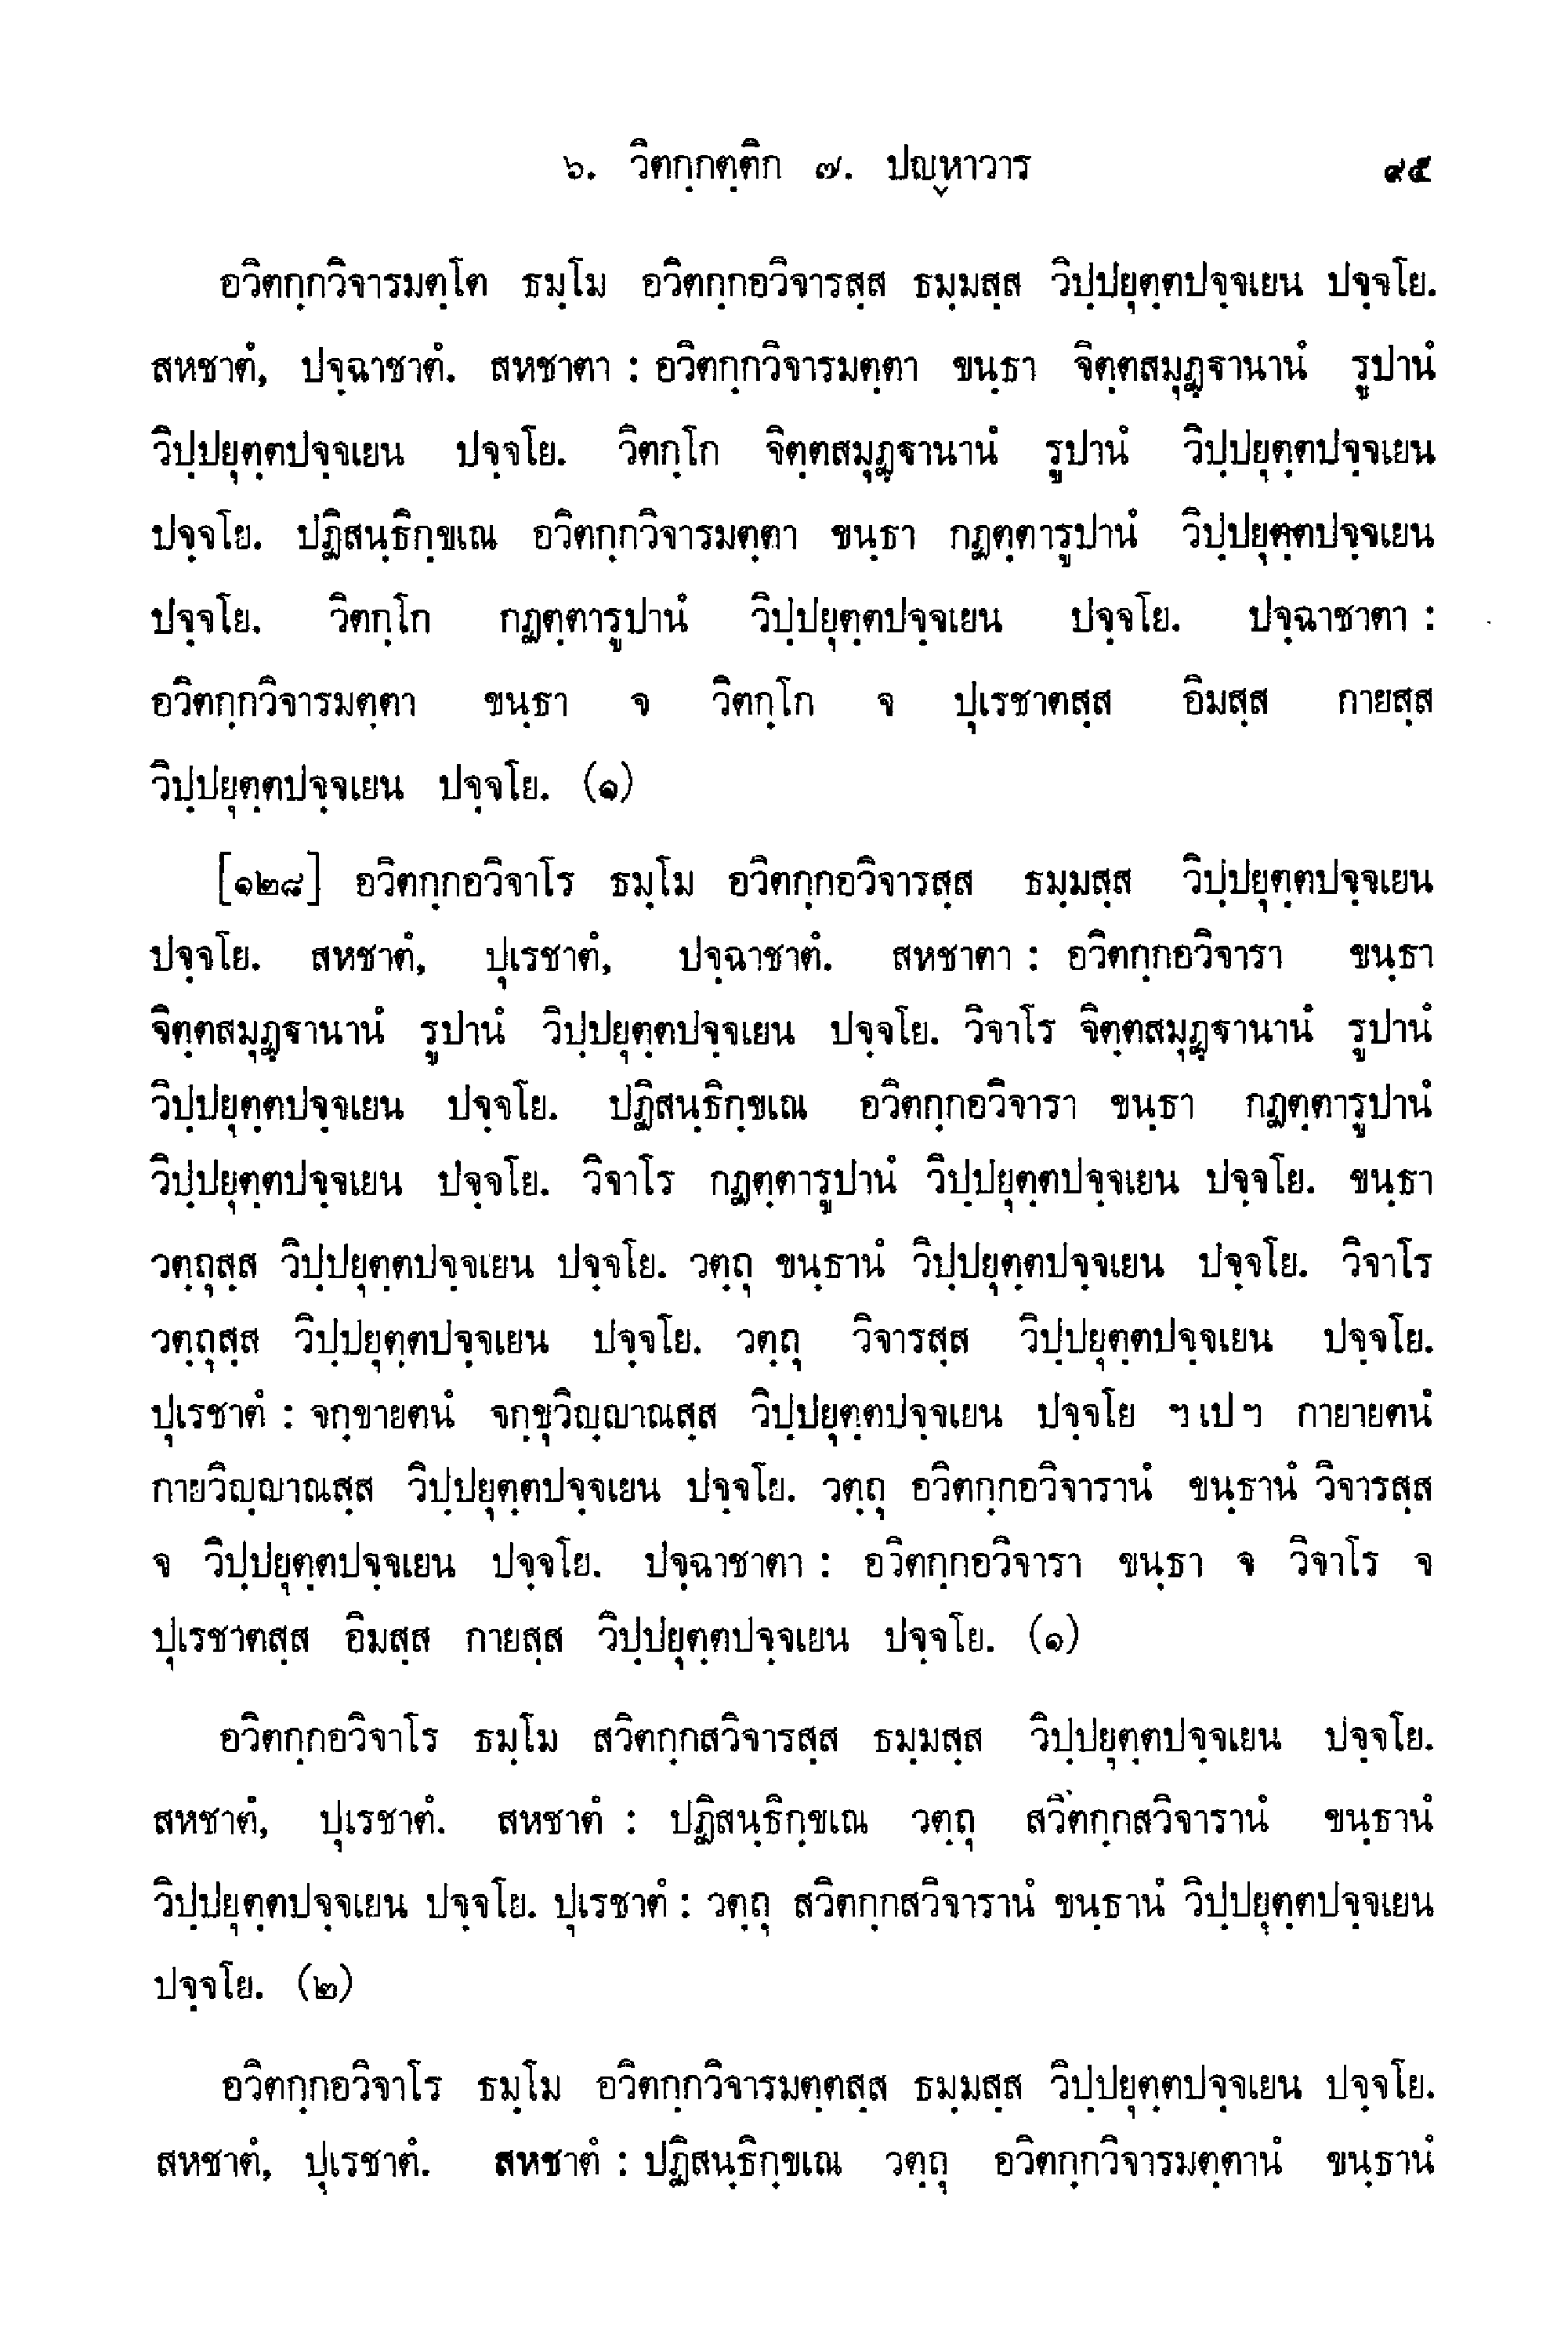 ๖. วิตกฺกตฺติก ๗. ปญฺหาวาร ๙๕
อวิตกฺกวิจารมตฺโต ธมฺโม อวิตกฺกอวิจารสฺส ธมฺมสฺส วิปฺปยุตฺตปจฺจเยน ปจฺจโย.
สหชาตํ, ปจฺฉาชาตํ. สหชาตา : อวิตกฺกวิจารมตฺตา ขนฺธา จิตฺตสมุฏฺฐานานํ รูปานํ
วิปฺปยุตฺตปจฺจเยน ปจฺจโย. วิตกฺโก จิตฺตสมุฏฺฐานานํ รูปานํ วิปฺปยุตฺตปจฺจเยน
ปจฺจโย. ปฏิสนฺธิกฺขเณ อวิตกฺกวิจารมตฺตา ขนฺธา กฏตฺตารูปานํ วิปฺปยุตฺตปจฺจเยน
ปจฺจโย. วิตกฺโก กฏตฺตารูปานํ วิปฺปยุตฺตปจฺจเยน ปจฺจโย. ปจฺฉาชาตา :
อวิตกฺกวิจารมตฺตา ขนฺธา จ วิตกฺโก จ ปุเรชาตสฺส อิมสฺส กายสฺส
วิปฺปยุตฺตปจฺจเยน ปจฺจโย. (๑)
[๑๒๘] อวิตกฺกอวิจาโร ธมฺโม อวิตกฺกอวิจารสฺส ธมฺมสฺส วิปฺปยุตฺตปจฺจเยน
ปจฺจโย. สหชาตํ, ปุเรชาตํ, ปจฺฉาชาตํ. สหชาตา : อวิตกฺกอวิจารา ขนฺธา
จิตฺตสมุฏฺฐานานํ รูปานํ วิปฺปยุตฺตปจฺจเยน ปจฺจโย. วิจาโร จิตฺตสมุฏฺฐานานํ รูปานํ
วิปฺปยุตฺตปจฺจเยน ปจฺจโย. ปฏิสนฺธิกฺขเณ อวิตกฺกอวิจารา ขนฺธา กฏตฺตารูปานํ
วิปฺปยุตฺตปจฺจเยน ปจฺจโย. วิจาโร กฏตฺตารูปานํ วิปฺปยุตฺตปจฺจเยน ปจฺจโย. ขนฺธา
วตฺถุสฺส วิปฺปยุตฺตปจฺจเยน ปจฺจโย. วตฺถุ ขนฺธานํ วิปฺปยุตฺตปจฺจเยน ปจฺจโย. วิจาโร
วตฺถุสฺส วิปฺปยุตฺตปจฺจเยน ปจฺจโย. วตฺถุ วิจารสฺส วิปฺปยุตฺตปจฺจเยน ปจฺจโย.
ปุเรชาตํ : จกฺขายตนํ จกฺขุวิญฺญาณสฺส วิปฺปยุตฺตปจฺจเยน ปจฺจโย ฯเปฯ กายายตนํ
กายวิญฺญาณสฺส วิปฺปยุตฺตปจฺจเยน ปจฺจโย. วตฺถุ อวิตกฺกอวิจารานํ ขนฺธานํ วิจารสฺส
จ วิปฺปยุตฺตปจฺจเยน ปจฺจโย. ปจฺฉาชาตา : อวิตกฺกอวิจารา ขนฺธา จ วิจาโร จ
ปุเรชาตสฺส อิมสฺส กายสฺส วิปฺปยุตฺตปจฺจเยน ปจฺจโย. (๑)
อวิตกฺกอวิจาโร ธมฺโม สวิตกฺกสวิจารสฺส ธมฺมสฺส วิปฺปยุตฺตปจฺจเยน ปจฺจโย.
สหชาตํ, ปุเรชาตํ. สหชาตํ : ปฏิสนฺธิกฺขเณ วตฺถุ สวิตกฺกสวิจารานํ ขนฺธานํ
วิปฺปยุตฺตปจฺจเยน ปจฺจโย. ปุเรชาตํ : วตฺถุ สวิตกฺกสวิจารานํ ขนฺธานํ วิปฺปยุตฺตปจฺจเยน
ปจฺจโย. (๒)
อวิตกฺกอวิจาโร ธมฺโม อวิตกฺกวิจารมตฺตสฺส ธมฺมสฺส วิปฺปยุตฺตปจฺจเยน ปจฺจโย.
สหชาตํ, ปุเรชาตํ. สหชาตํ : ปฏิสนฺธิกฺขเณ วตฺถุ อวิตกฺกวิจารมตฺตานํ ขนฺธานํ